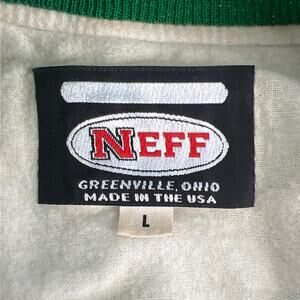 NEFF
GREENVILLE, OHIO
MADE IN THE USA
L